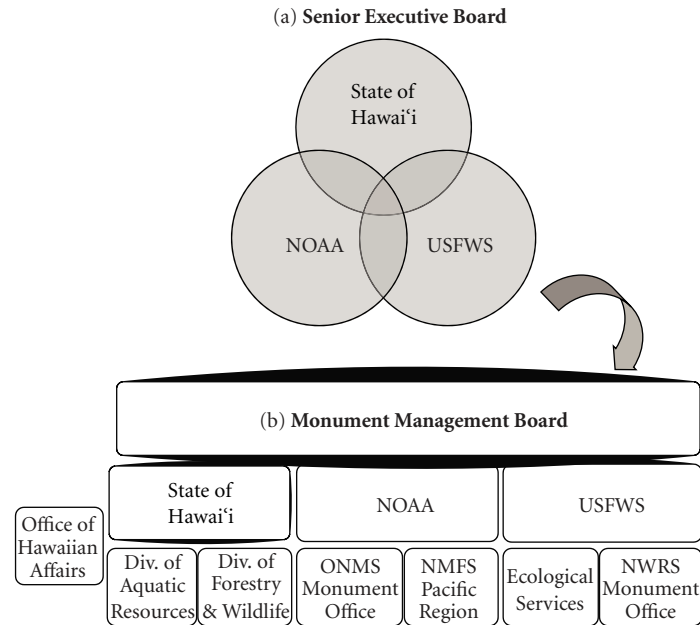 (a) Senior Executive Board
State of
Hawai‘i
NOAA
USFWS
(b) Monument Management Board
State of
Hawai‘i
NOAA
USFWS
Office of
Hawaiian
Affairs
Div. of
Aquatic
Resources
Div. of
Forestry
& Wildlife
ONMS
Monument
Office
NMFS
Pacific
Region
Ecological
Services
NWRS
Monument
Office